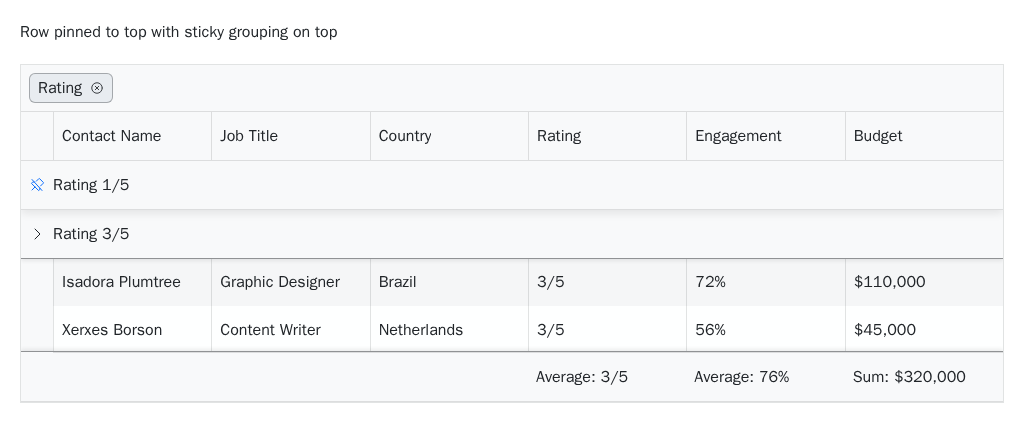 Row pinned to top with sticky grouping on top
Rating
Contact Name Job Title Country Rating Engagement Budget
Rating 1/5
Rating 3/5
Isadora Plumtree Graphic Designer Brazil 3/5 72% $110,000
Xerxes Borson Content Writer Netherlands 3/5 56% $45,000
Average: 3/5 Average: 76% Sum: $320,000